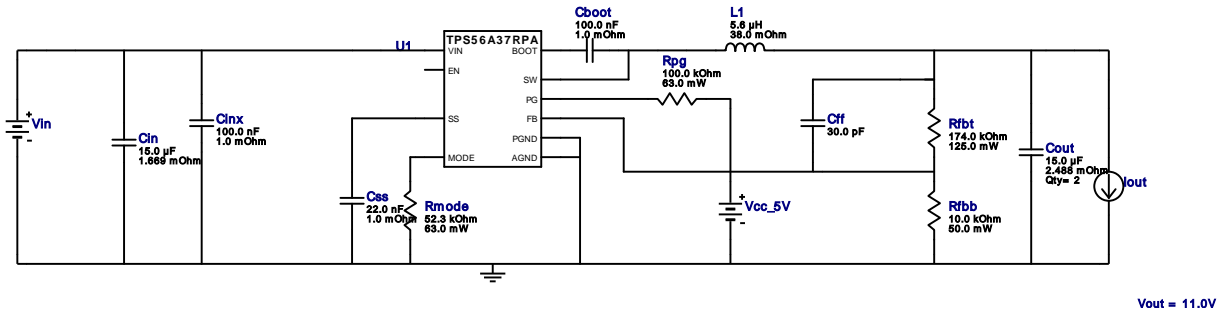 Cboot
100.0 nF
1.0 mOhm
L1
5.6 µH
38.0 mOhm
U1
TPS56A37RPA
VIN
BOOT
EN
SW
PG
SS
FB
PGND
MODE
AGND
Rpg
100.0 kOhm
63.0 mW
Vin
+
-
Cin
15.0 µF
1.669 mOhm
Cinx
100.0 nF
1.0 mOhm
Css
22.0 nF
1.0 mOhm
Rmode
52.3 kOhm
63.0 mW
+
Vcc_5V
-
Cff
30.0 pF
Rfbt
174.0 kOhm
125.0 mW
Rfbb
10.0 kOhm
50.0 mW
Cout
15.0 µF
2.488 mOhm
Qty= 2
Iout
Vout = 11.0V